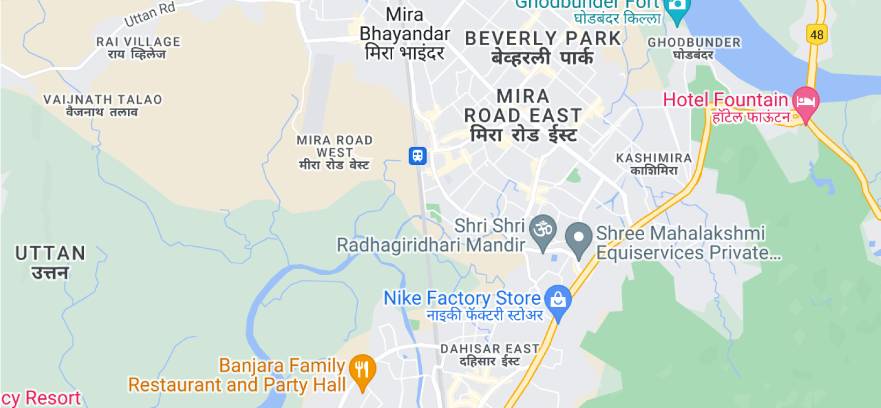 Ghodbunder Fort
घोडबंदर किल्ला
Uttan Rd
Mira
Bhayandar
मिरा भाइंदर
RAI VILLAGE
राय व्हिलेज
BEVERLY PARK
बेव्हरली पार्क
GHODBUNDER
घोडबंदर
48
VAIJNATH TALAO
वैजनाथ तलाव
MIRA
ROAD EAST
मिरा रोड ईस्ट
Hotel Fountain
हॉटेल फाऊंटन
MIRA ROAD
WEST
मीरा रोड वेस्ट
KASHIMIRA
काशिमिरा
Shri Shri
Radhagiridhari Mandir
Shree Mahalakshmi
Equiservices Private...
UTTAN
उत्तन
Nike Factory Store
नाइकी फॅक्टरी स्टोअर
DAHISAR EAST
दहिसार ईस्ट
Banjara Family
Restaurant and Party Hall
cy Resort